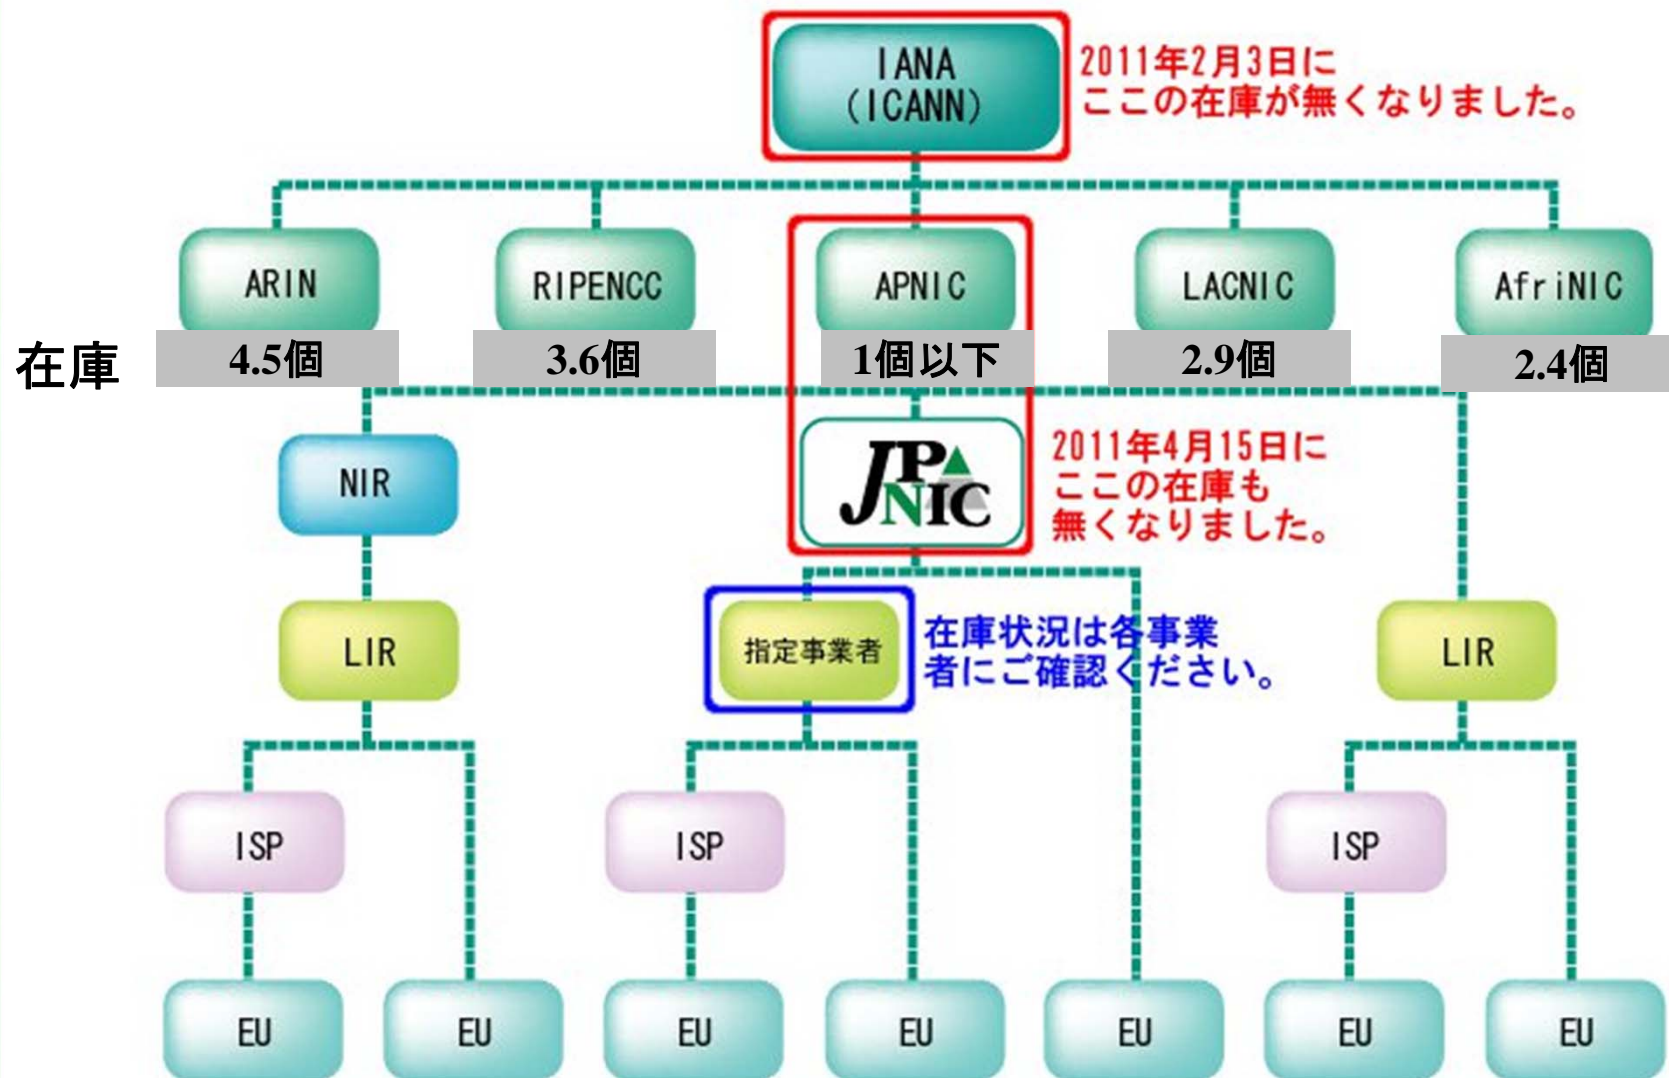 IANA
(ICANN)
2011年2月3日に
ここの在庫が無くなりました。
ARIN
RIPENCC
APNIC
LACNIC
AfriNIC
在庫
4.5個
3.6個
1個以下
2.9個
2.4個
NIR
JPNIC
2011年4月15日に
ここの在庫も
無くなりました。
LIR
指定事業者
在庫状況は各事業
者にご確認ください。
LIR
ISP
ISP
ISP
EU
EU
EU
EU
EU
EU
EU